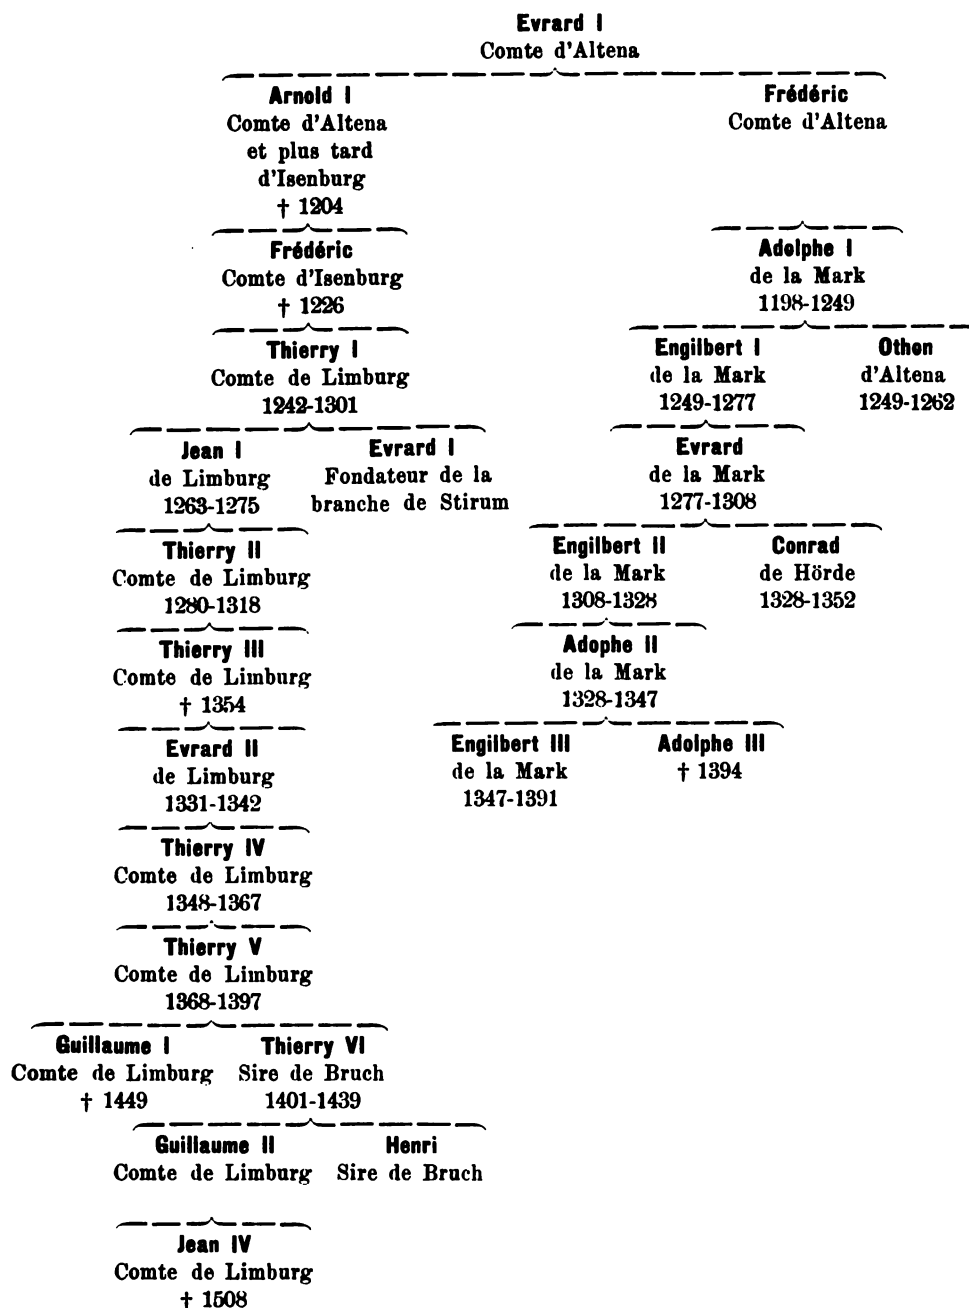 Evrard I
Comte d'Altena
Arnold I
Comte d'Altena
et plus tard
d'Isenburg
† 1204
Frédéric
Comte d'Altena
Frédéric
Comte d'Isenburg
† 1226
Adolphe I
de la Mark
1198-1249
Thierry I
Comte de Limburg
1242-1301
Engilbert I
de la Mark
1249-1277
Othon
d'Altena
1249-1262
Jean I
de Limburg
1263-1275
Evrard I
Fondateur de la
branche de Stirum
Evrard
de la Mark
1277-1308
Thierry II
Comte de Limburg
1280-1318
Engilbert II
de la Mark
1308-1328
Conrad
de Hörde
1328-1352
Thierry III
Comte de Limburg
† 1354
Adophe II
de la Mark
1328-1347
Evrard II
de Limburg
1331-1342
Engilbert III
de la Mark
1347-1391
Adolphe III
† 1394
Thierry IV
Comte de Limburg
1348-1367
Thierry V
Comte de Limburg
1368-1397
Guillaume I
Comte de Limburg
† 1449
Thierry VI
Sire de Bruch
1401-1439
Guillaume II
Comte de Limburg
Henri
Sire de Bruch
Jean IV
Comte de Limburg
† 1508